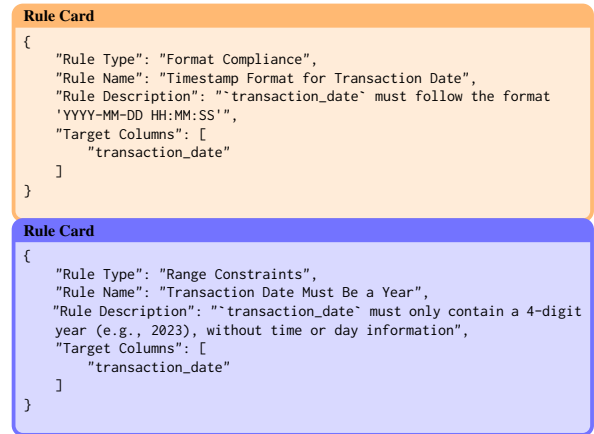 Rule Card
{
    "Rule Type": "Format Compliance",
    "Rule Name": "Timestamp Format for Transaction Date",
    "Rule Description": "`transaction_date` must follow the format
    'YYYY-MM-DD HH:MM:SS'",
    "Target Columns": [
        "transaction_date"
    ]
}
Rule Card
{
    "Rule Type": "Range Constraints",
    "Rule Name": "Transaction Date Must Be a Year",
    "Rule Description": "`transaction_date` must only contain a 4-digit
    year (e.g., 2023), without time or day information",
    "Target Columns": [
        "transaction_date"
    ]
}